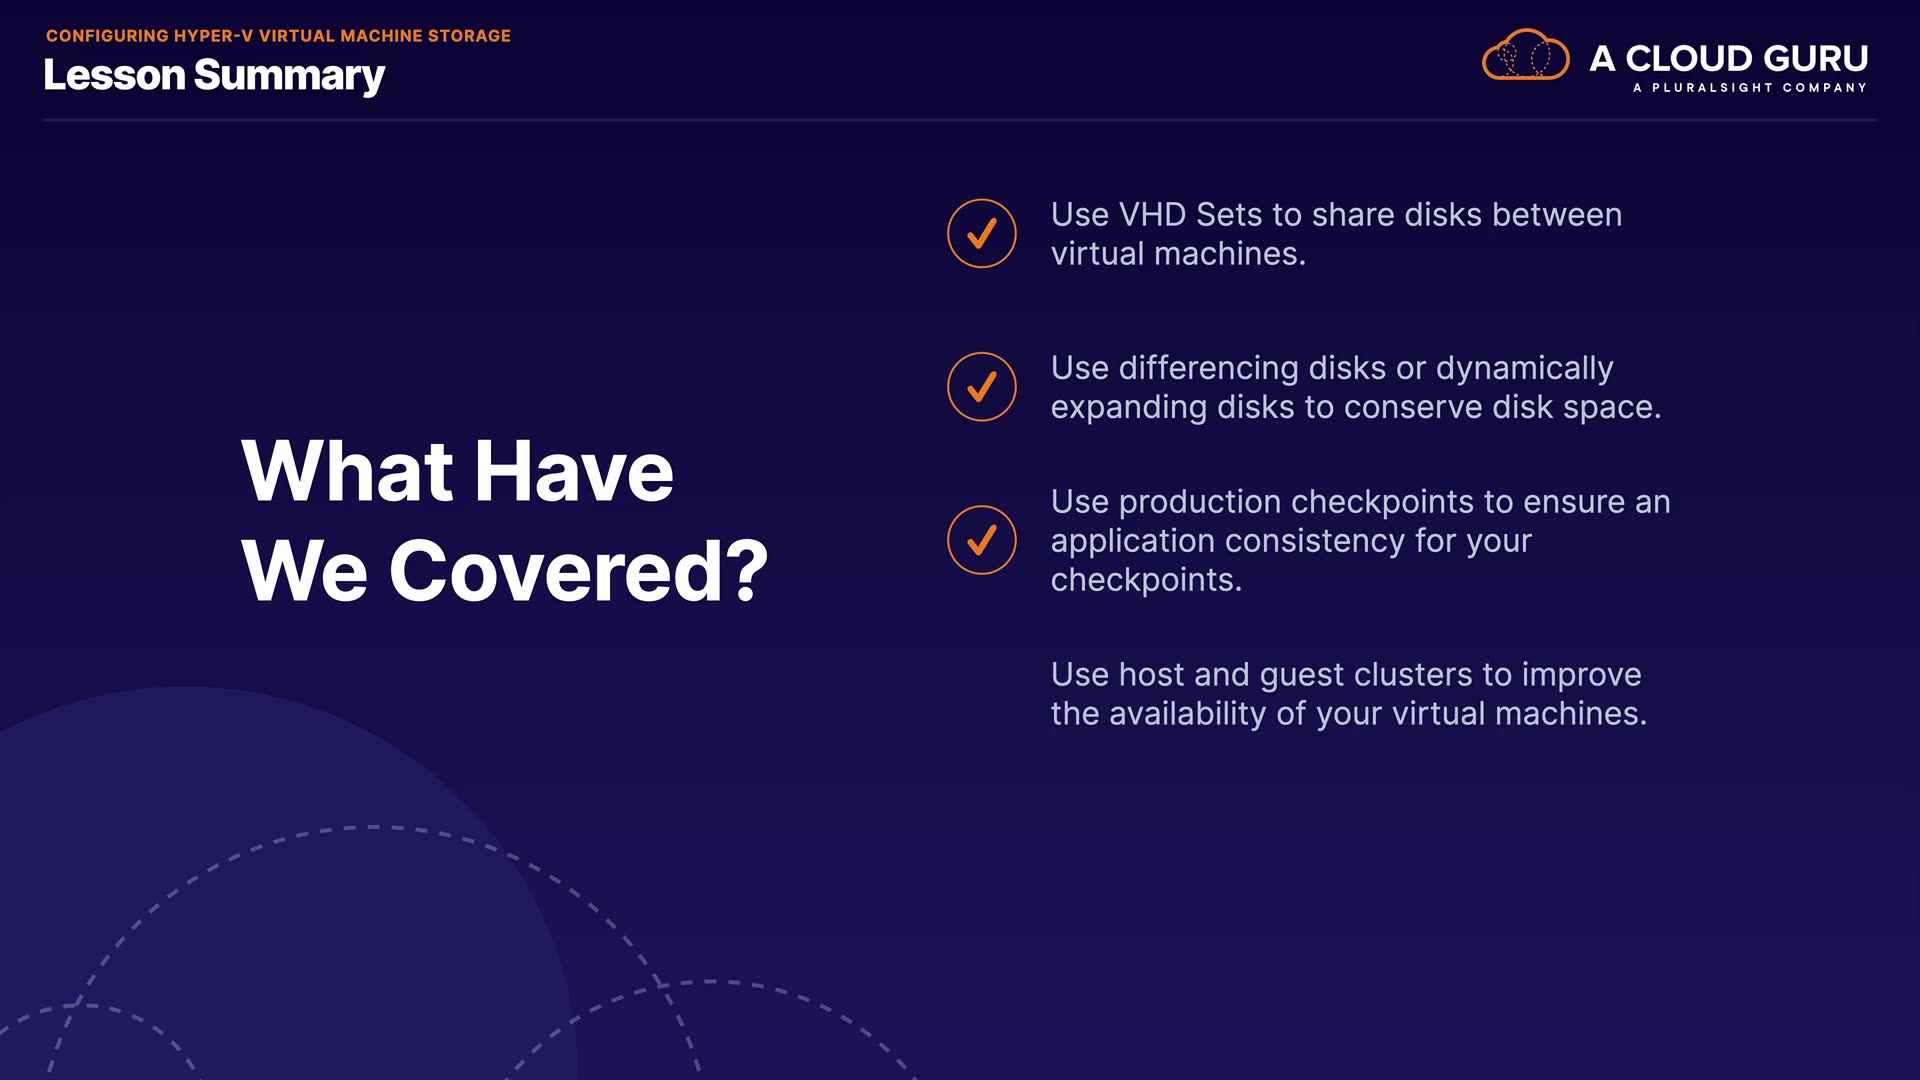 CONFIGURING HYPER-V VIRTUAL MACHINE STORAGE
Lesson Summary
A CLOUD GURU
A PLURALSIGHT COMPANY
What Have
We Covered?
Use VHD Sets to share disks between
virtual machines.
Use differencing disks or dynamically
expanding disks to conserve disk space.
Use production checkpoints to ensure an
application consistency for your
checkpoints.
Use host and guest clusters to improve
the availability of your virtual machines.